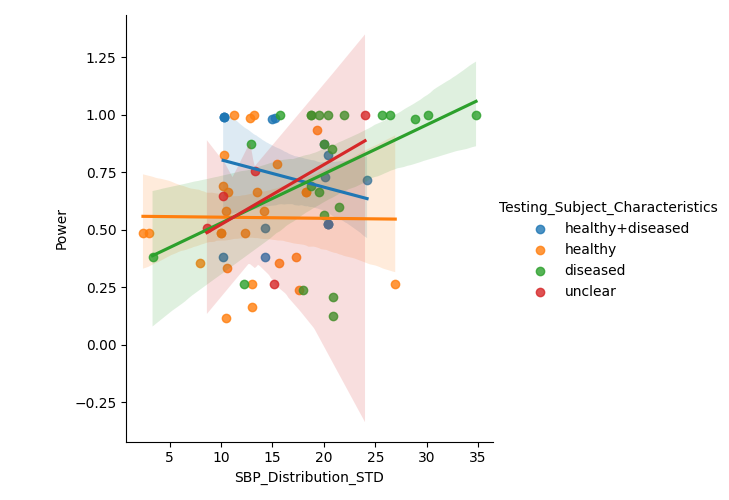 1.25
1.00
0.75
0.50
0.25
0.00
−0.25
Power
5 10 15 20 25 30 35
SBP_Distribution_STD
Testing_Subject_Characteristics
healthy+diseased
healthy
diseased
unclear